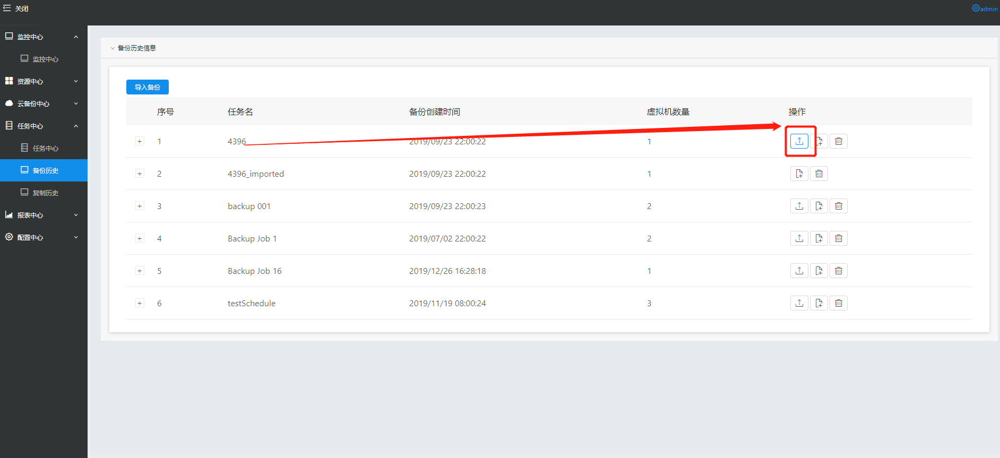 关闭
admin
监控中心
监控中心
资源中心
云备份中心
任务中心
任务中心
备份历史
复制历史
报表中心
配置中心
备份历史信息
导入备份
序号 任务名 备份创建时间 虚拟机数量 操作
1 4396 2019/09/23 22:00:22 1
2 4396_imported 2019/09/23 22:00:22 1
3 backup 001 2019/09/23 22:00:23 2
4 Backup Job 1 2019/07/02 22:00:22 2
5 Backup Job 16 2019/12/26 16:28:18 1
6 testSchedule 2019/11/19 08:00:24 3